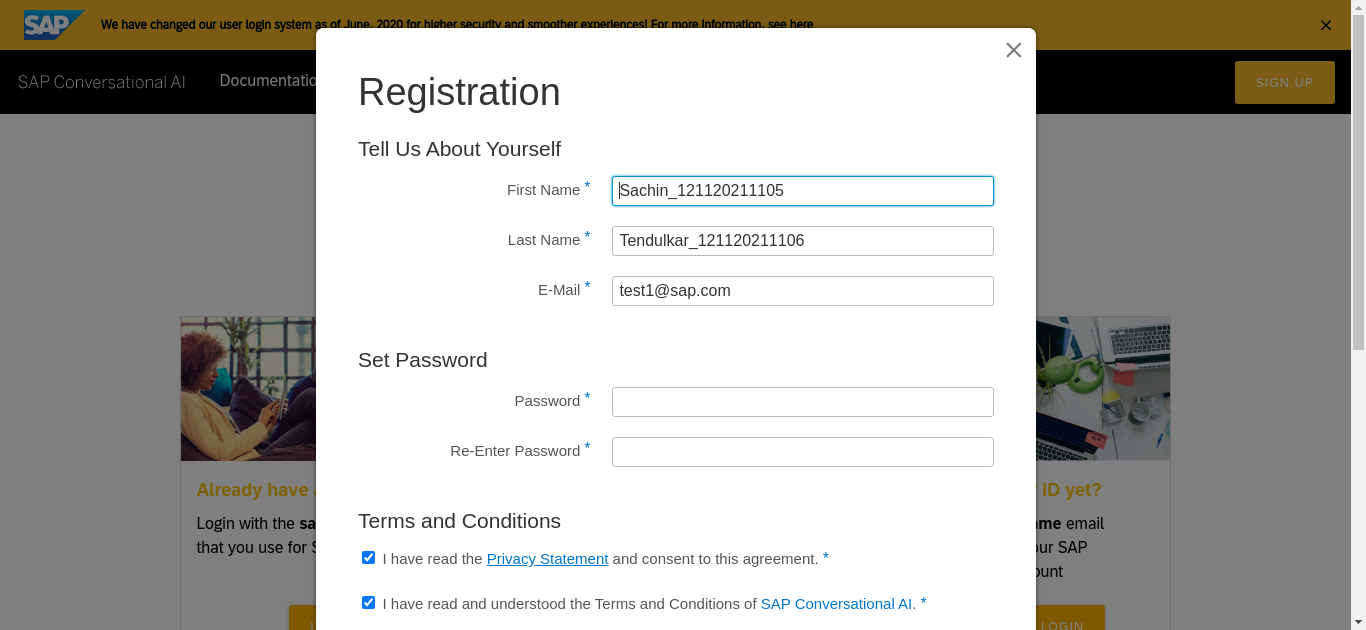 SAP
We have changed our user login system as of June, 2020 for higher security and smoother experiences! For more information, see here
SAP Conversational AI
Documentatio
SIGN UP
Registration
Tell Us About Yourself
First Name *
Sachin_121120211105
Last Name *
Tendulkar_121120211106
E-Mail *
test1@sap.com
Set Password
Password *
Re-Enter Password *
Already have
ID yet?
Login with the sa
ame email
that you use for S
our SAP
ount
Terms and Conditions
I have read the Privacy Statement and consent to this agreement. *
I have read and understood the Terms and Conditions of SAP Conversational AI. *
LOGIN